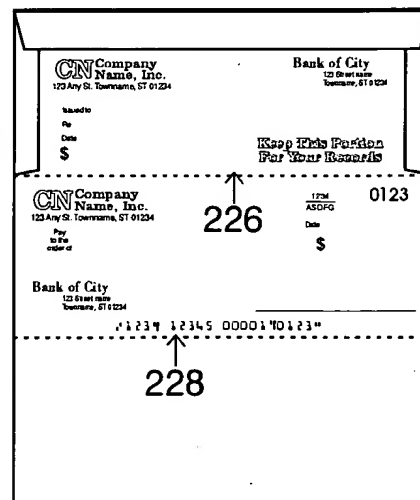 CN Company
Name, Inc.
123 Any St. Townname, ST 01234
Bank of City
123 Street name
Townname, ST 01234
Issued to
Re
Date
$
Keep This Portion
For Your Records
226
CN Company
Name, Inc.
123 Any St. Townname, ST 01234
1234
ASDFG
0123
Pay
to the
order of
Date
$
Bank of City
123 Street name
Townname, ST 01234
⑈1234 12345 0000140123⑈
228